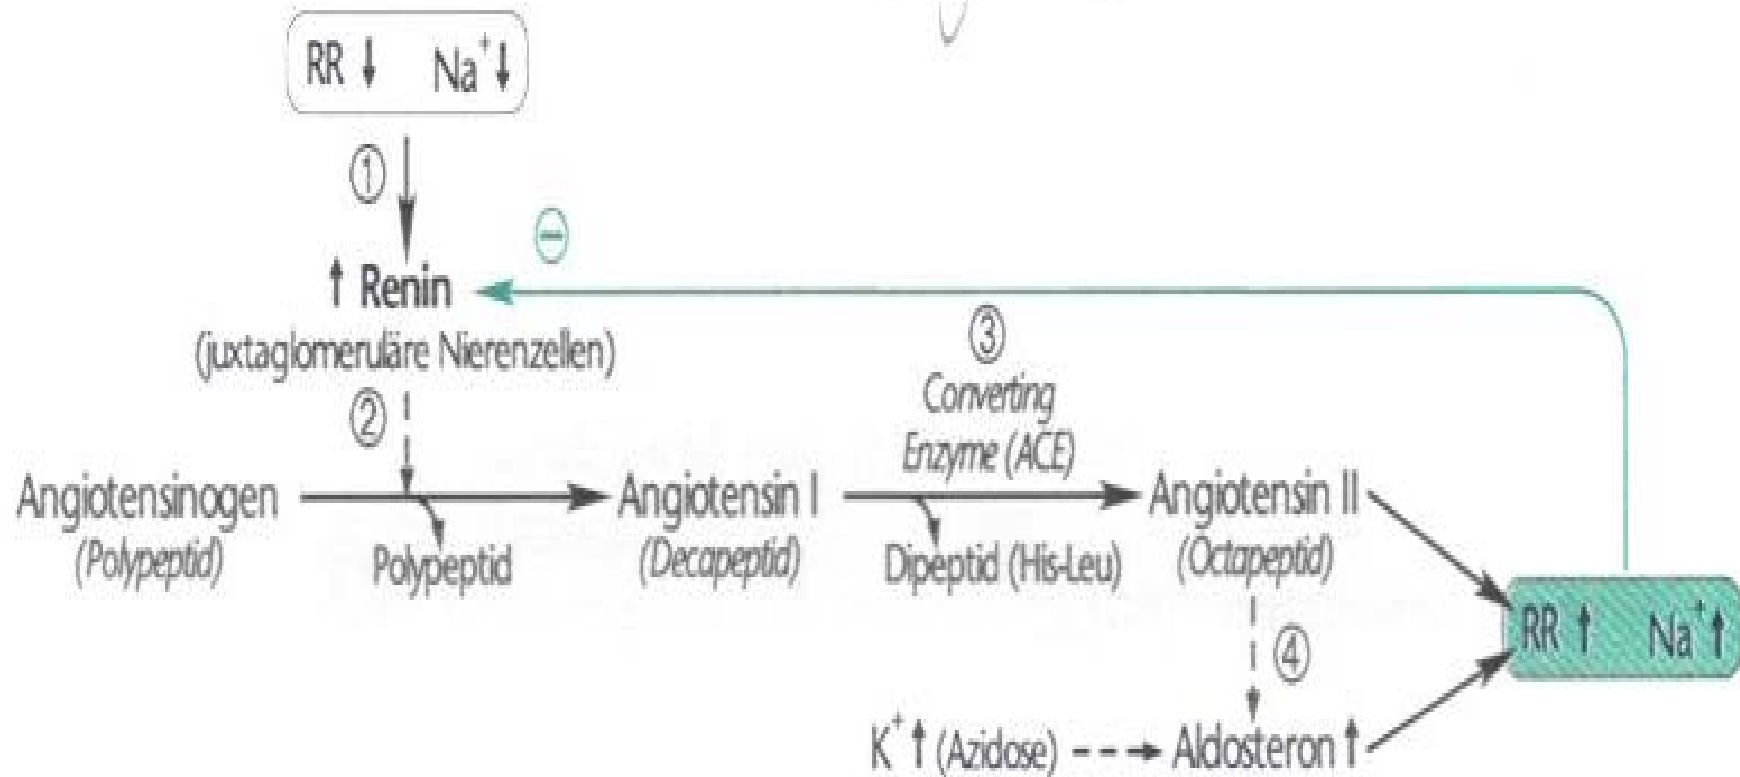 RR ↓ Na⁺↓
①
⊖
↑ Renin
(juxtaglomeruläre Nierenzellen)
②
③
Converting
Enzyme (ACE)
Angiotensinogen
(Polypeptid)
Polypeptid
Angiotensin I
(Decapeptid)
Dipeptid (His-Leu)
Angiotensin II
(Octapeptid)
④
RR ↑ Na⁺↑
K⁺↑ (Azidose)
Aldosteron ↑